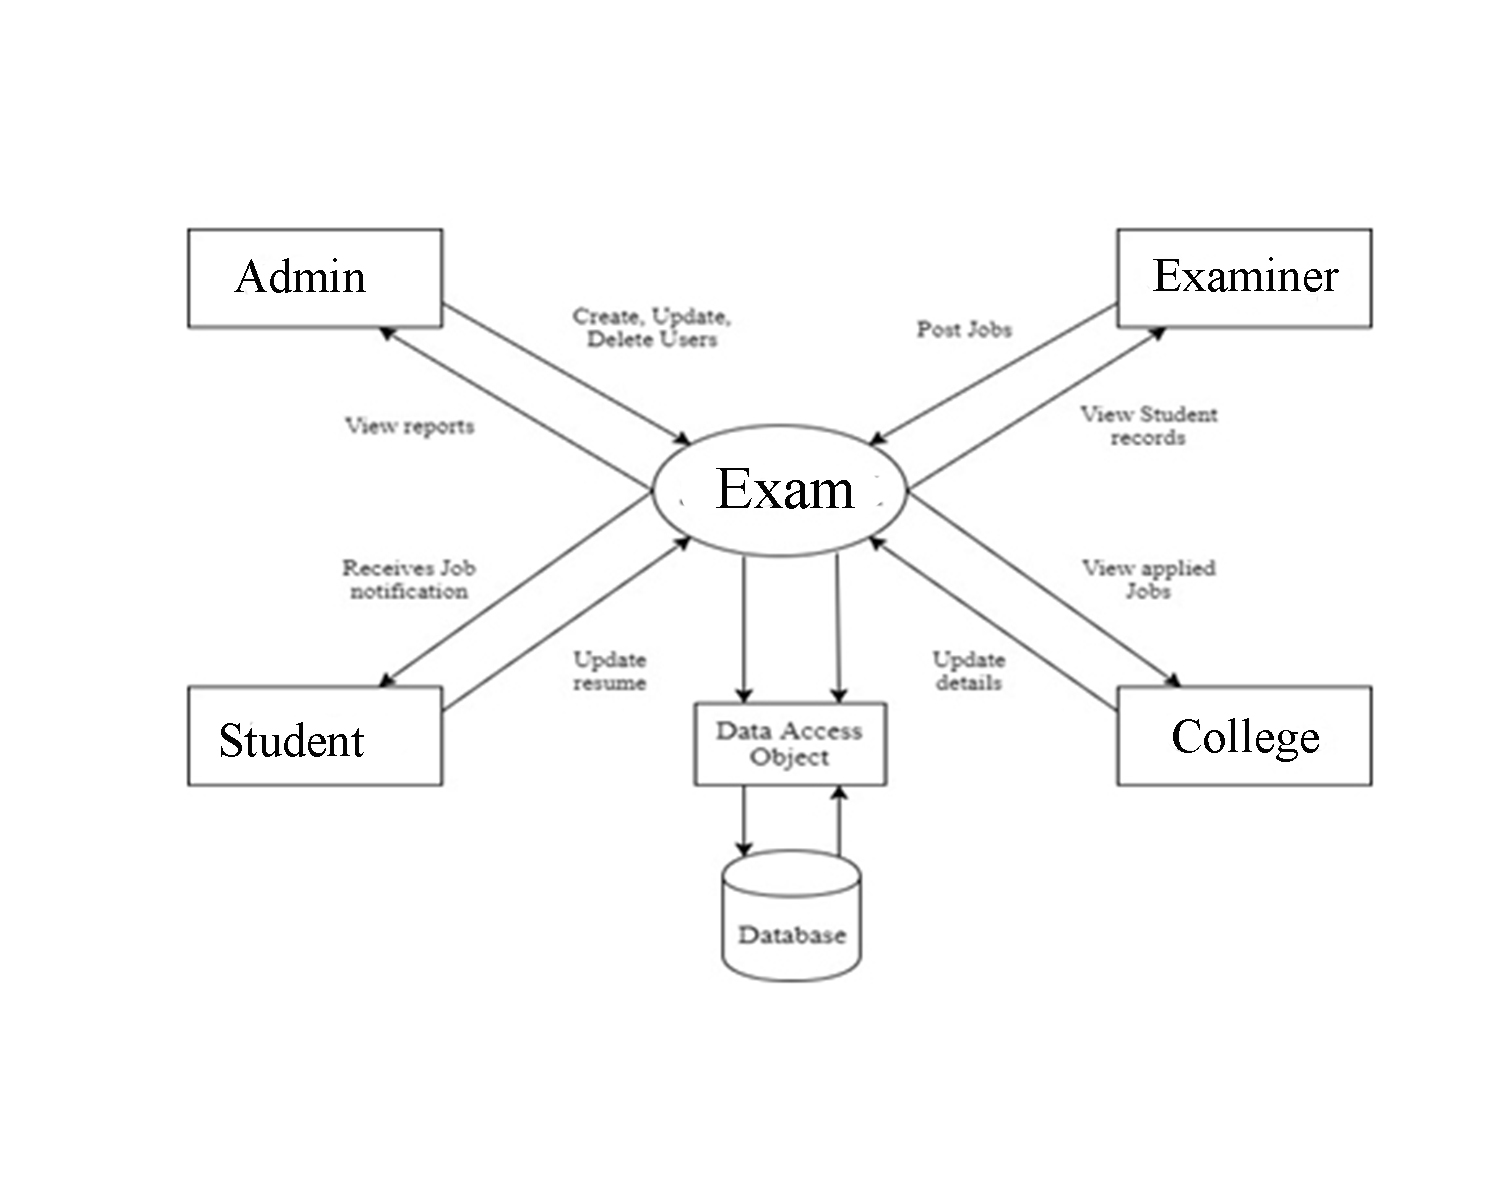 Admin
Examiner
Create, Update,
Delete Users
Post Jobs
View reports
View Student
records
Exam
Receives Job
notification
View applied
Jobs
Update
resume
Update
details
Student
Data Access
Object
College
Database